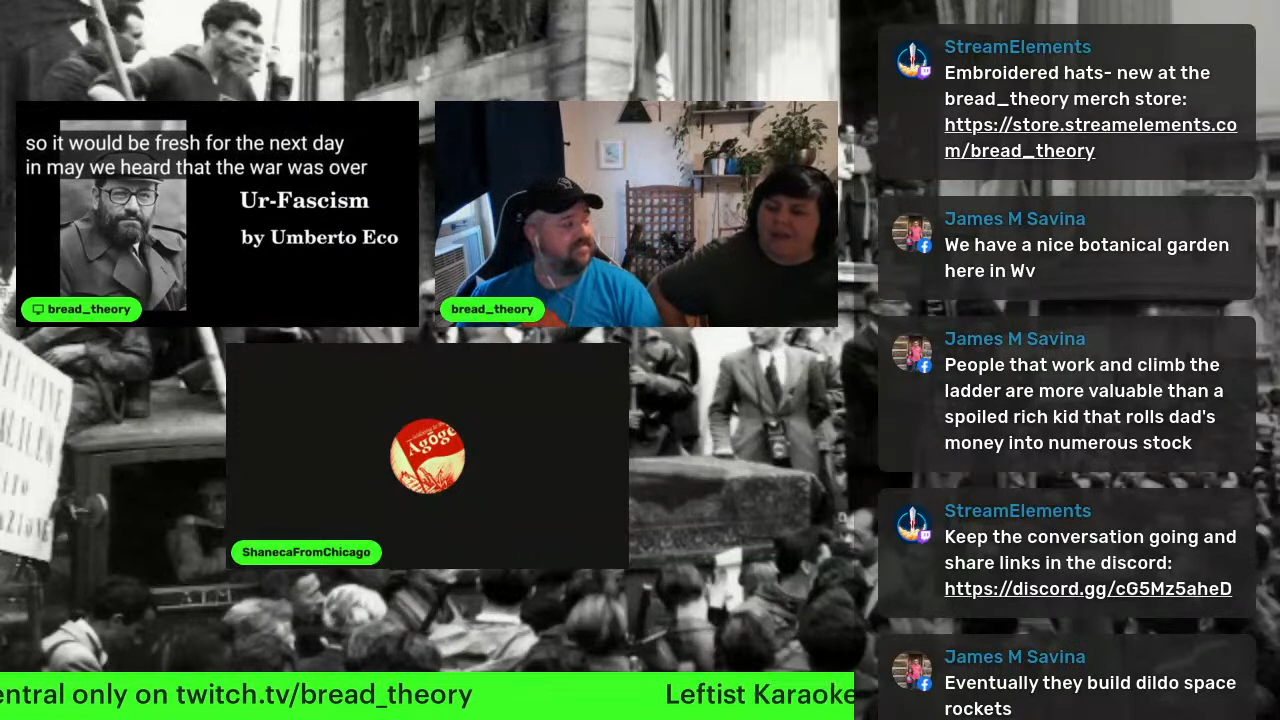 so it would be fresh for the next day
in may we heard that the war was over
Ur-Fascism
by Umberto Eco
bread_theory
bread_theory
Agōge
ShanecaFromChicago
entral only on twitch.tv/bread_theory
Leftist Karaoke
StreamElements
Embroidered hats- new at the
bread_theory merch store:
https://store.streamelements.co
m/bread_theory
James M Savina
We have a nice botanical garden
here in Wv
James M Savina
People that work and climb the
ladder are more valuable than a
spoiled rich kid that rolls dad's
money into numerous stock
StreamElements
Keep the conversation going and
share links in the discord:
https://discord.gg/cG5Mz5aheD
James M Savina
Eventually they build dildo space
rockets